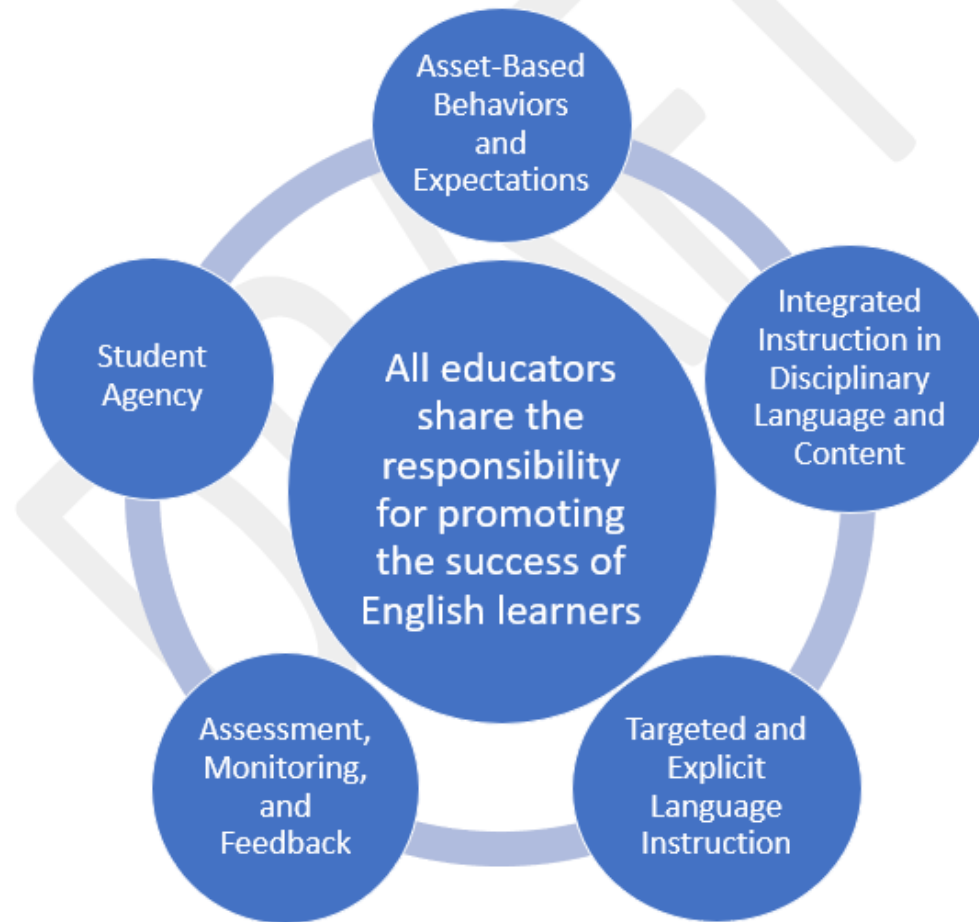 Asset-Based
Behaviors
and
Expectations
Integrated
Instruction in
Disciplinary
Language and
Content
Targeted and
Explicit
Language
Instruction
Assessment,
Monitoring,
and
Feedback
Student
Agency
All educators
share the
responsibility
for promoting
the success of
English learners